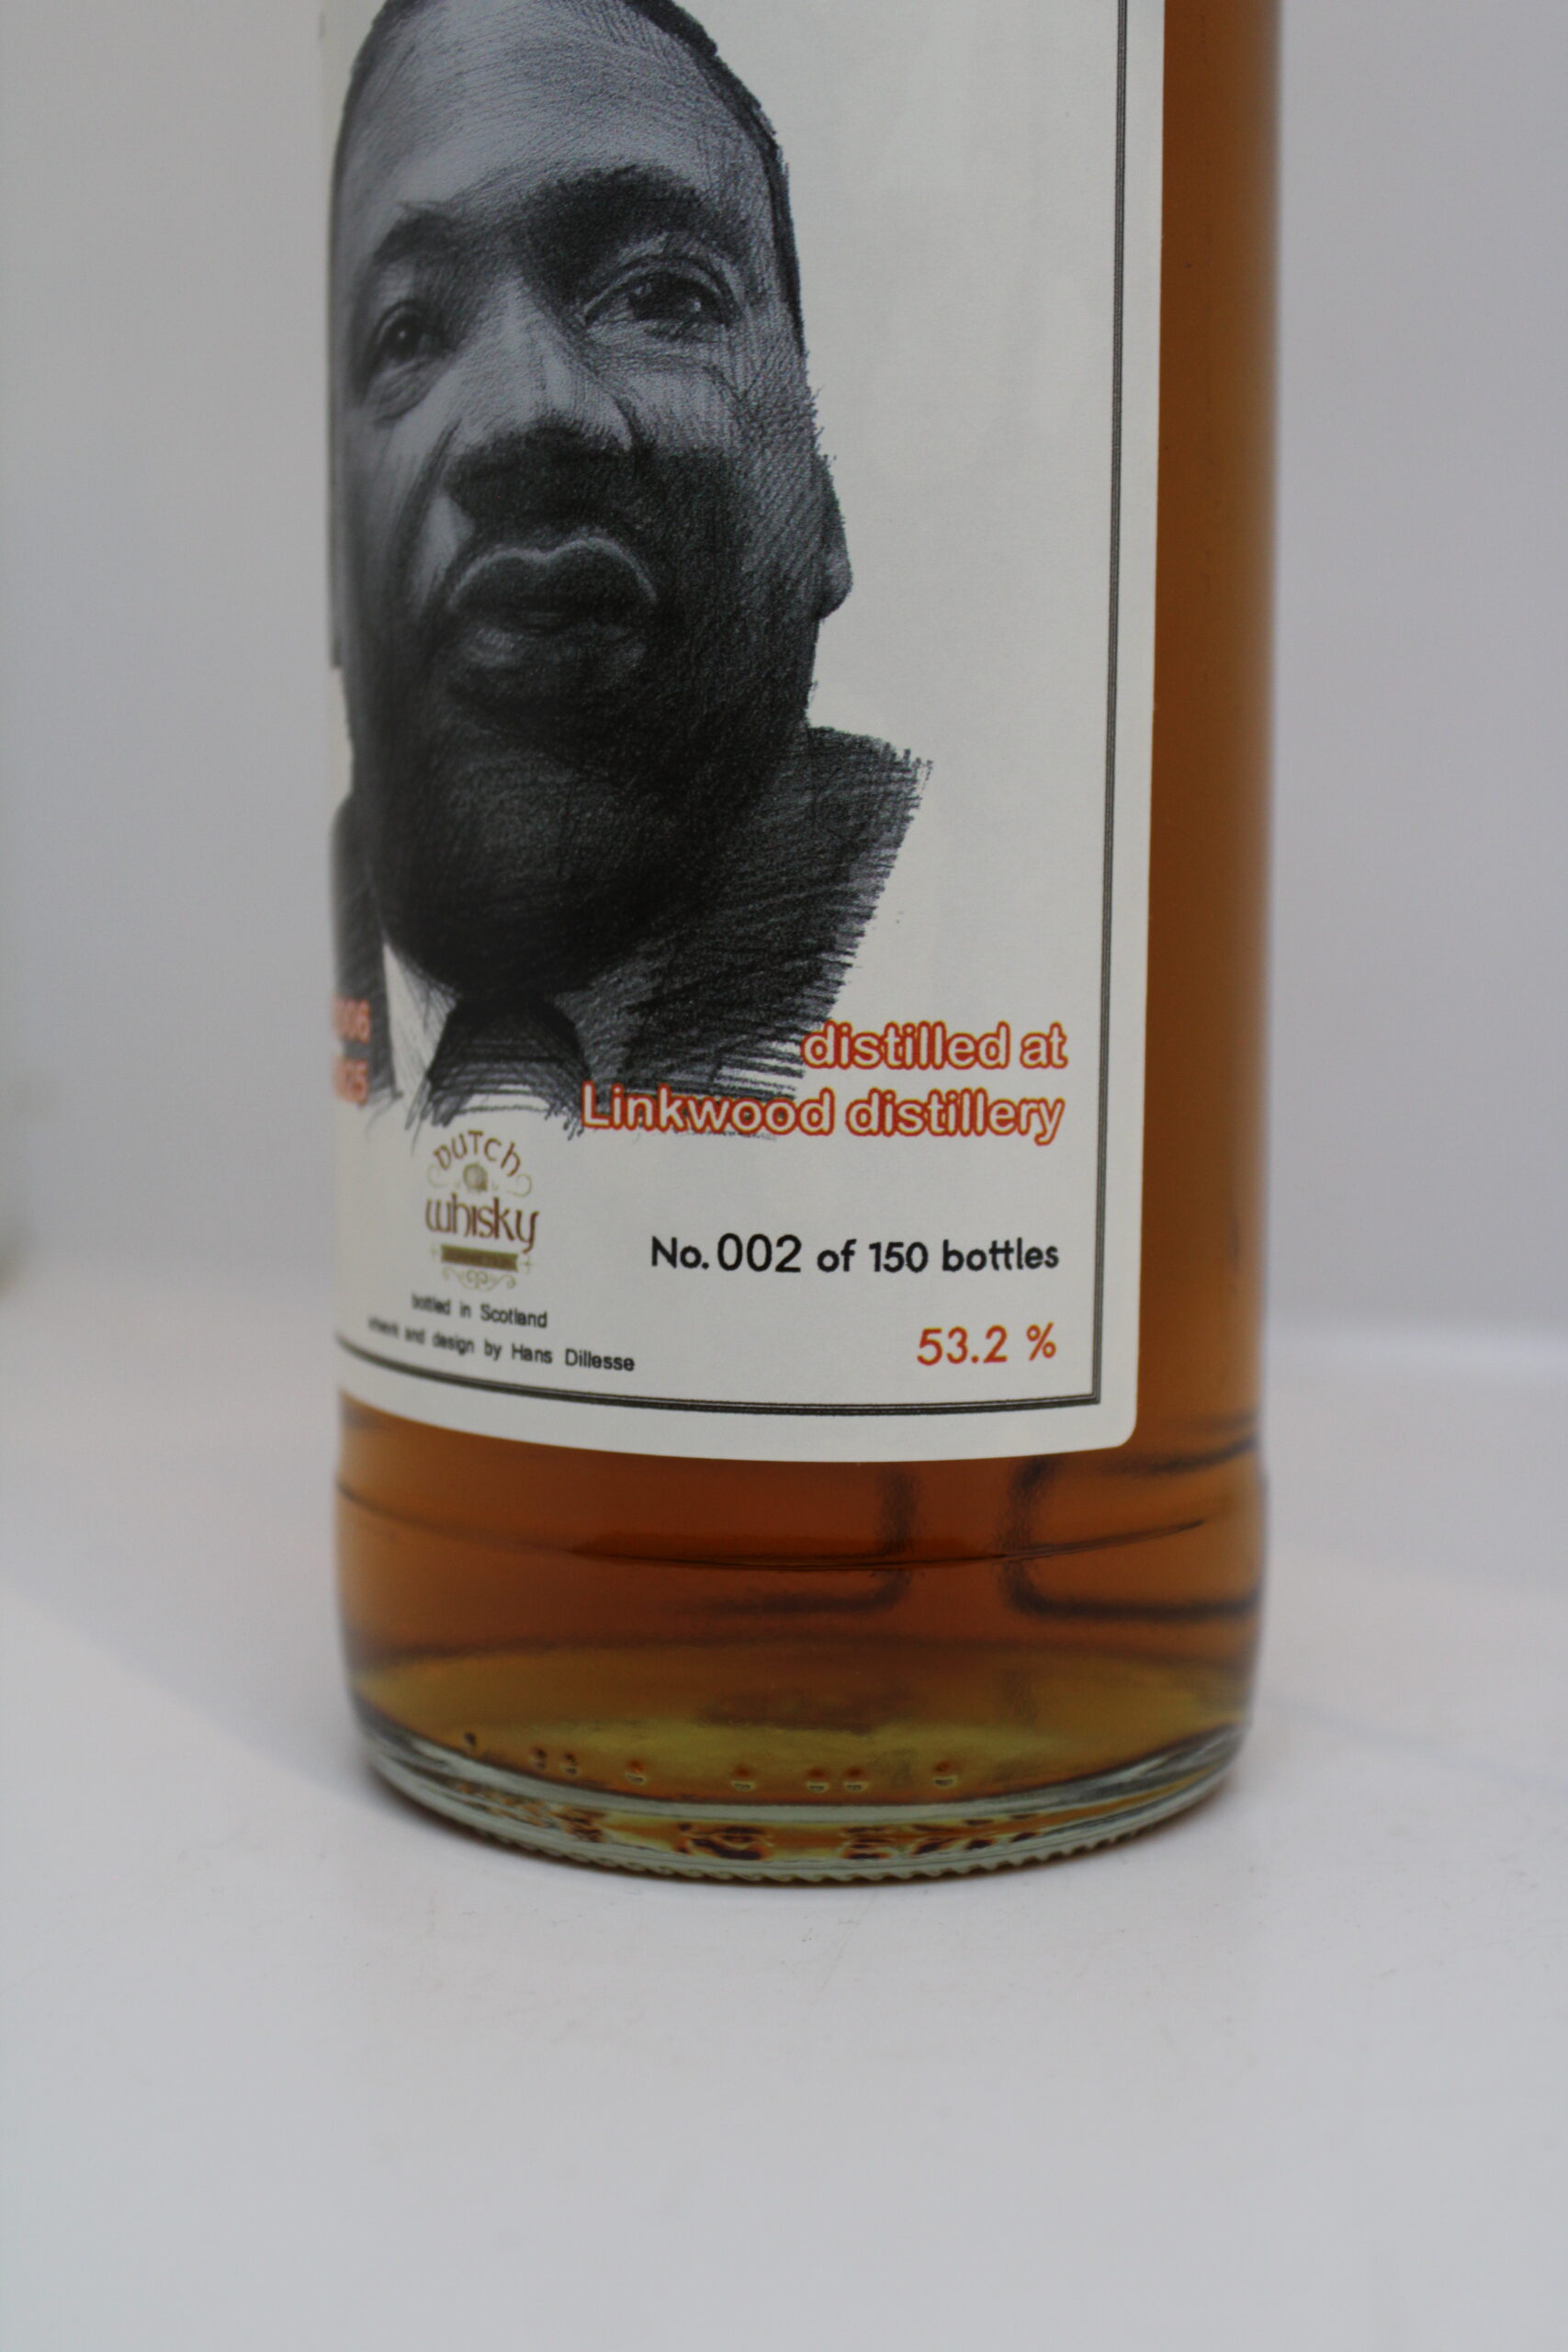 distilled at
Linkwood distillery
DUTCH
whisky
No. 002 of 150 bottles
bottled in Scotland
and design by Hans Dillesse
53.2 %